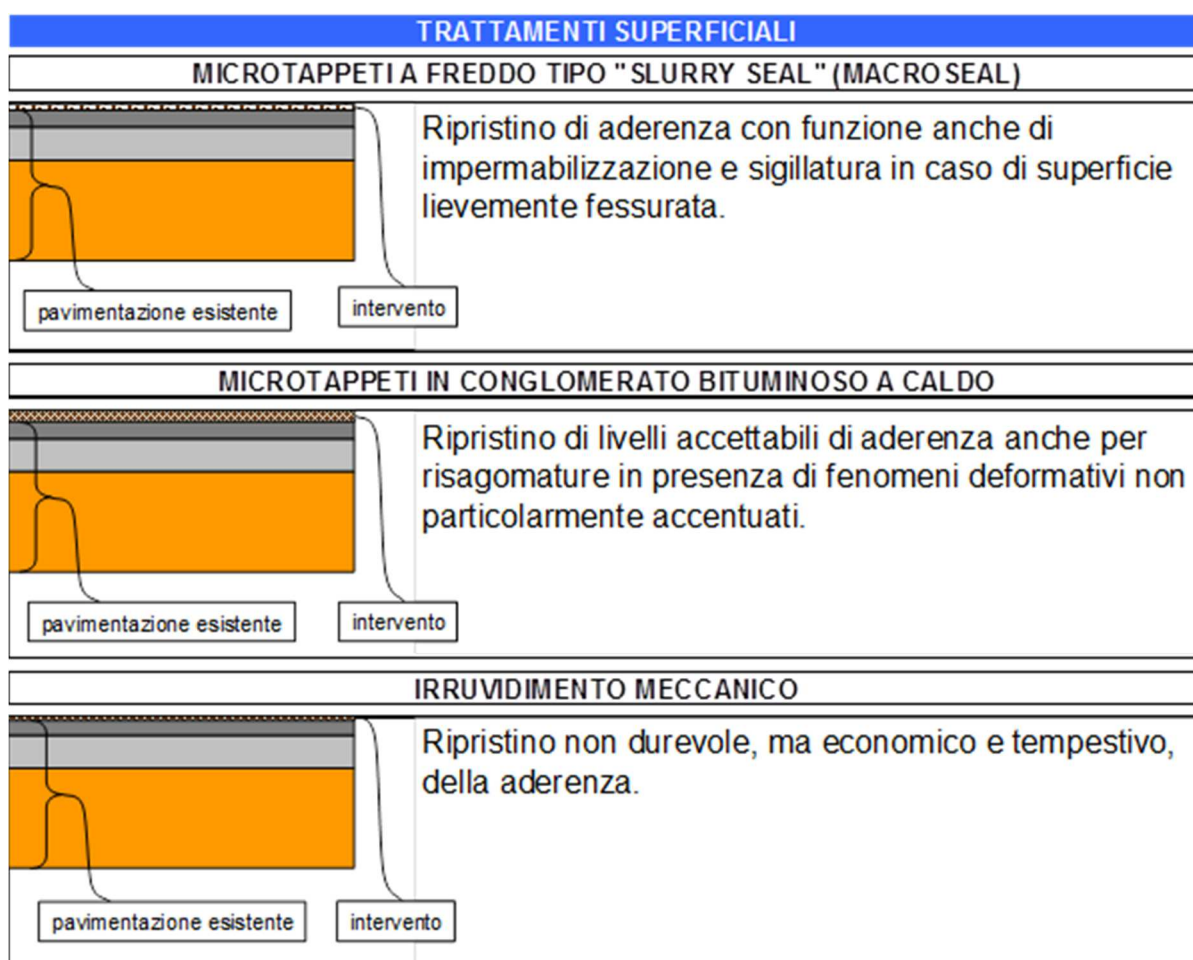 TRATTAMENTI SUPERFICIALI
MICROTAPPETI A FREDDO TIPO "SLURRY SEAL" (MACROSEAL)
Ripristino di aderenza con funzione anche di
impermabilizzazione e sigillatura in caso di superficie
lievemente fessurata.
pavimentazione esistente
intervento
MICROTAPPETI IN CONGLOMERATO BITUMINOSO A CALDO
Ripristino di livelli accettabili di aderenza anche per
risagomature in presenza di fenomeni deformativi non
particolarmente accentuati.
pavimentazione esistente
intervento
IRRUVIDIMENTO MECCANICO
Ripristino non durevole, ma economico e tempestivo,
della aderenza.
pavimentazione esistente
intervento